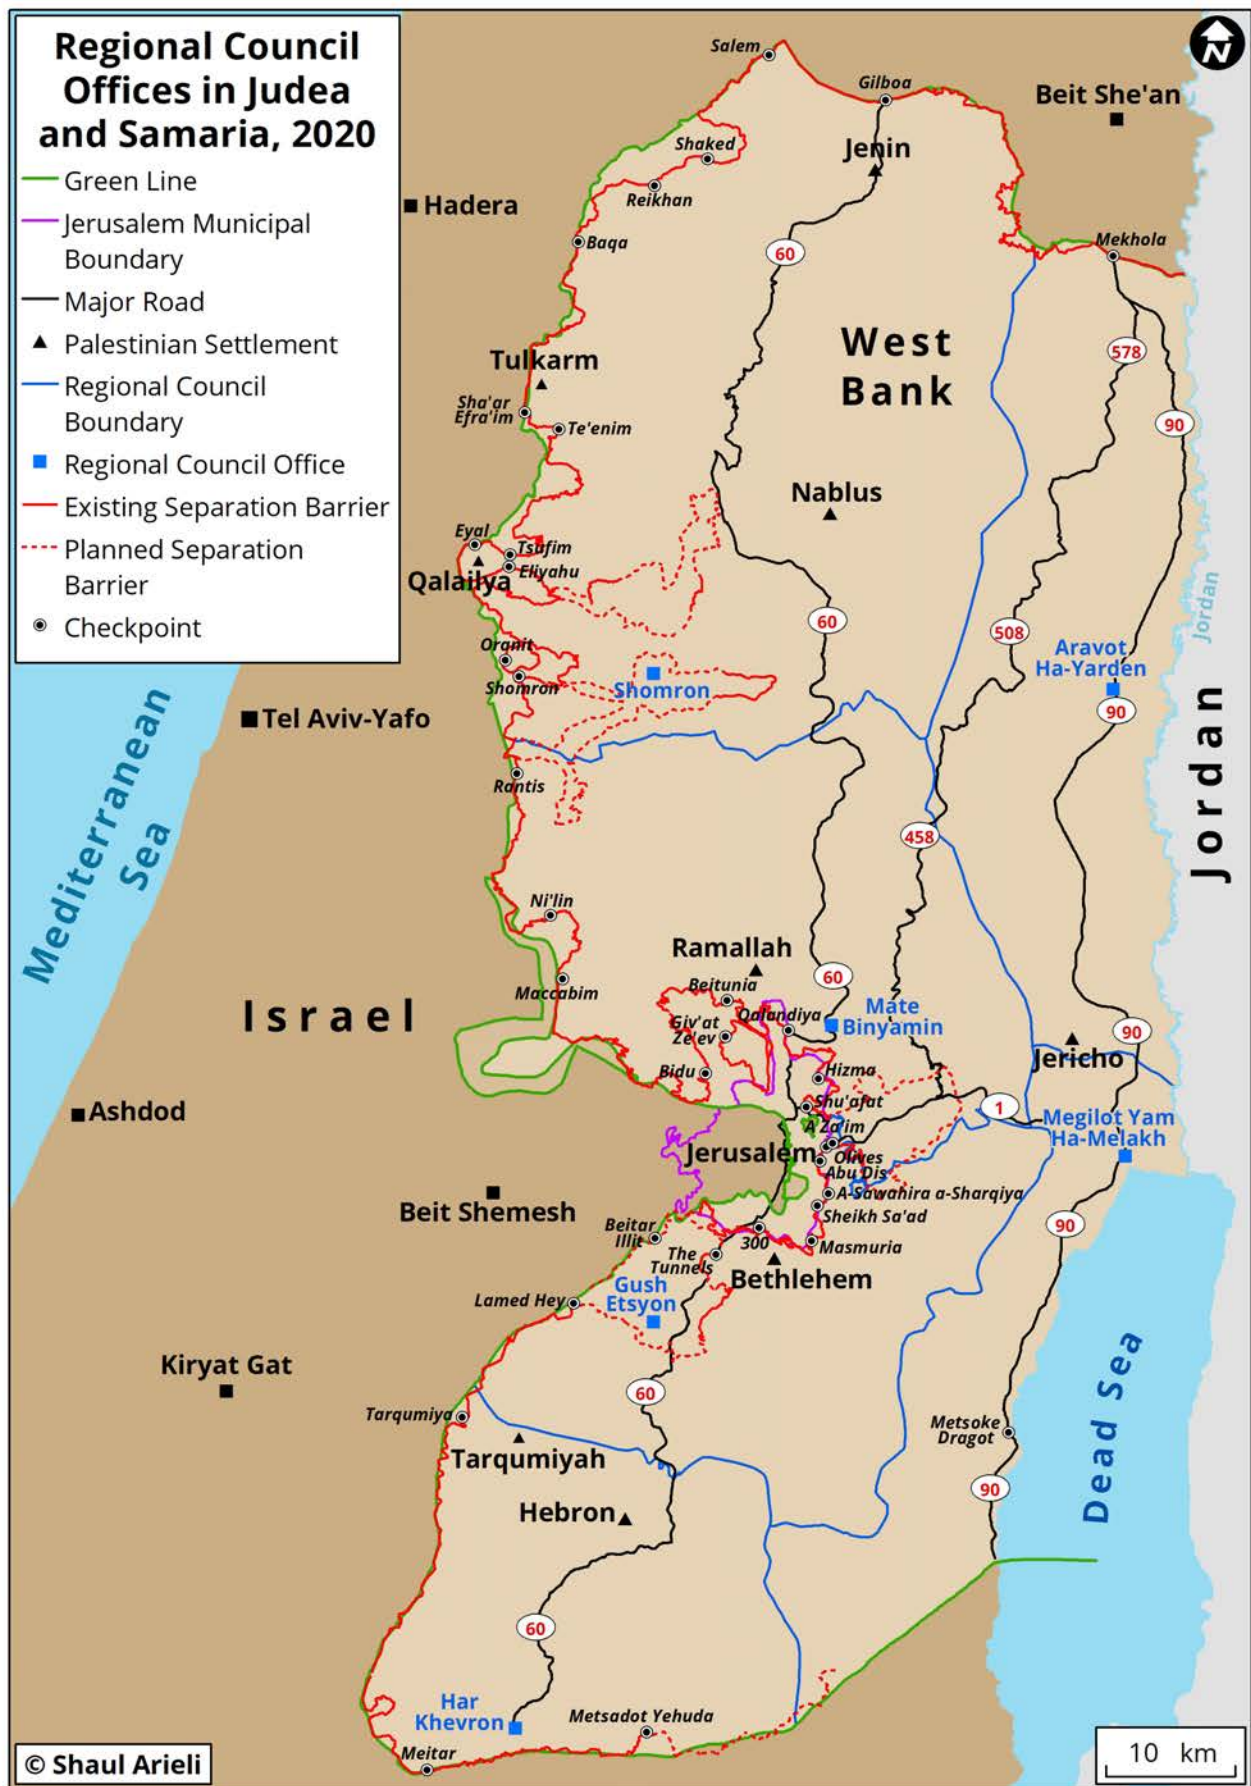 Regional Council
Offices in Judea
and Samaria, 2020
Green Line
Jerusalem Municipal
Boundary
Major Road
Palestinian Settlement
Regional Council
Boundary
Regional Council Office
Existing Separation Barrier
Planned Separation
Barrier
Checkpoint
N
Salem
Gilboa
Beit She'an
Shaked
Jenin
Reikhan
Hadera
Baqa
Mekhola
60
West
Bank
578
Tulkarm
Sha'ar
Efra'im
Te'enim
90
Nablus
Eyal
Tsufim
Eliyahu
Qalailya
Jordan
60
508
Oranit
Shomron
Shomron
Aravot
Ha-Yarden
90
Tel Aviv-Yafo
Mediterranean
Sea
Jordan
Rantis
458
Ni'lin
Ramallah
Maccabim
Beitunia
60
Israel
Giv'at
Ze'ev
Qalandiya
Mate
Binyamin
90
Jericho
Bidu
Hizma
Ashdod
Shu'afat
1
Megilot Yam
Ha-Melakh
A Za'im
Jerusalem
Olives
Abu Dis
A-Sawahira a-Sharqiya
Beit Shemesh
Sheikh Sa'ad
Beitar
Illit
300
Masmuria
90
The
Tunnels
Bethlehem
Gush
Etsyon
Lamed Hey
Kiryat Gat
60
Dead Sea
Tarqumiya
Metsoke
Dragot
Tarqumiyah
90
Hebron
60
Har
Khevron
Metsadot Yehuda
Meitar
© Shaul Arieli
10 km